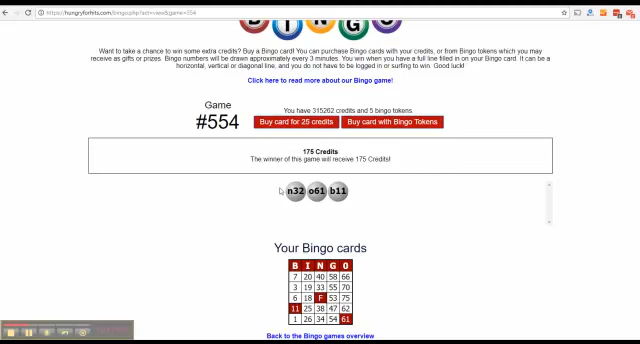 https://hungryforhits.com/bingo.php?act=view&game=554
B I N G O
Want to take a chance to win some extra credits? Buy a Bingo card! You can purchase Bingo cards with your credits, or from Bingo tokens which you may
receive as gifts or prizes. Bingo numbers will be drawn approximately every 3 minutes. You win when you have a full line filled in on your Bingo card. It can be a
horizontal, vertical or diagonal line, and you do not have to be logged in or surfing to win. Good luck!
Click here to read more about our Bingo game!
Game
#554
You have 315262 credits and 5 bingo tokens.
Buy card for 25 credits Buy card with Bingo Tokens
175 Credits
The winner of this game will receive 175 Credits!
n32 o61 b11
Your Bingo cards
B I N G O
7 20 40 58 66
3 19 33 55 70
6 18 F 53 75
11 25 38 47 62
1 26 34 54 61
Back to the Bingo games overview